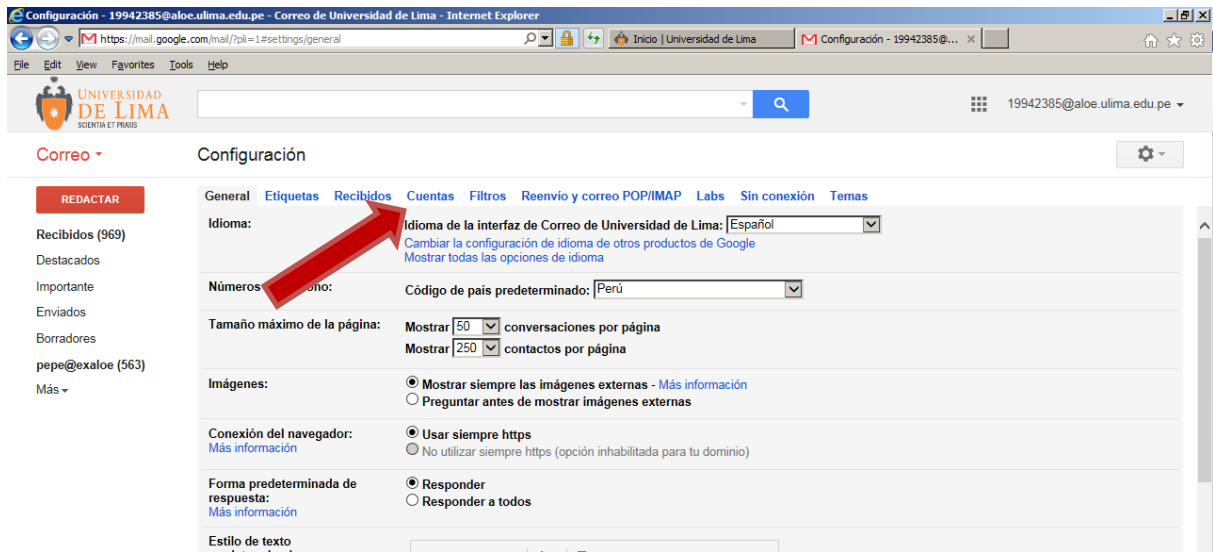 Configuración - 19942385@aloe.ulima.edu.pe - Correo de Universidad de Lima - Internet Explorer
https://mail.google.com/mail/?pli=1#settings/general
Inicio | Universidad de Lima
Configuración - 19942385@...
File Edit View Favorites Tools Help
UNIVERSIDAD
DE LIMA
SCIENTIA ET PRAXIS
19942385@aloe.ulima.edu.pe
Correo
Configuración
REDACTAR
Recibidos (969)
Destacados
Importante
Enviados
Borradores
pepe@exaloe (563)
Más
General Etiquetas Recibidos Cuentas Filtros Reenvío y correo POP/IMAP Labs Sin conexión Temas
Idioma:
Idioma de la interfaz de Correo de Universidad de Lima: Español
Cambiar la configuración de idioma de otros productos de Google
Mostrar todas las opciones de idioma
Números
Código de país predeterminado: Perú
Tamaño máximo de la página:
Mostrar 50 conversaciones por página
Mostrar 250 contactos por página
Imágenes:
Mostrar siempre las imágenes externas - Más información
Preguntar antes de mostrar imágenes externas
Conexión del navegador:
Más información
Usar siempre https
No utilizar siempre https (opción inhabilitada para tu dominio)
Forma predeterminada de
respuesta:
Más información
Responder
Responder a todos
Estilo de texto